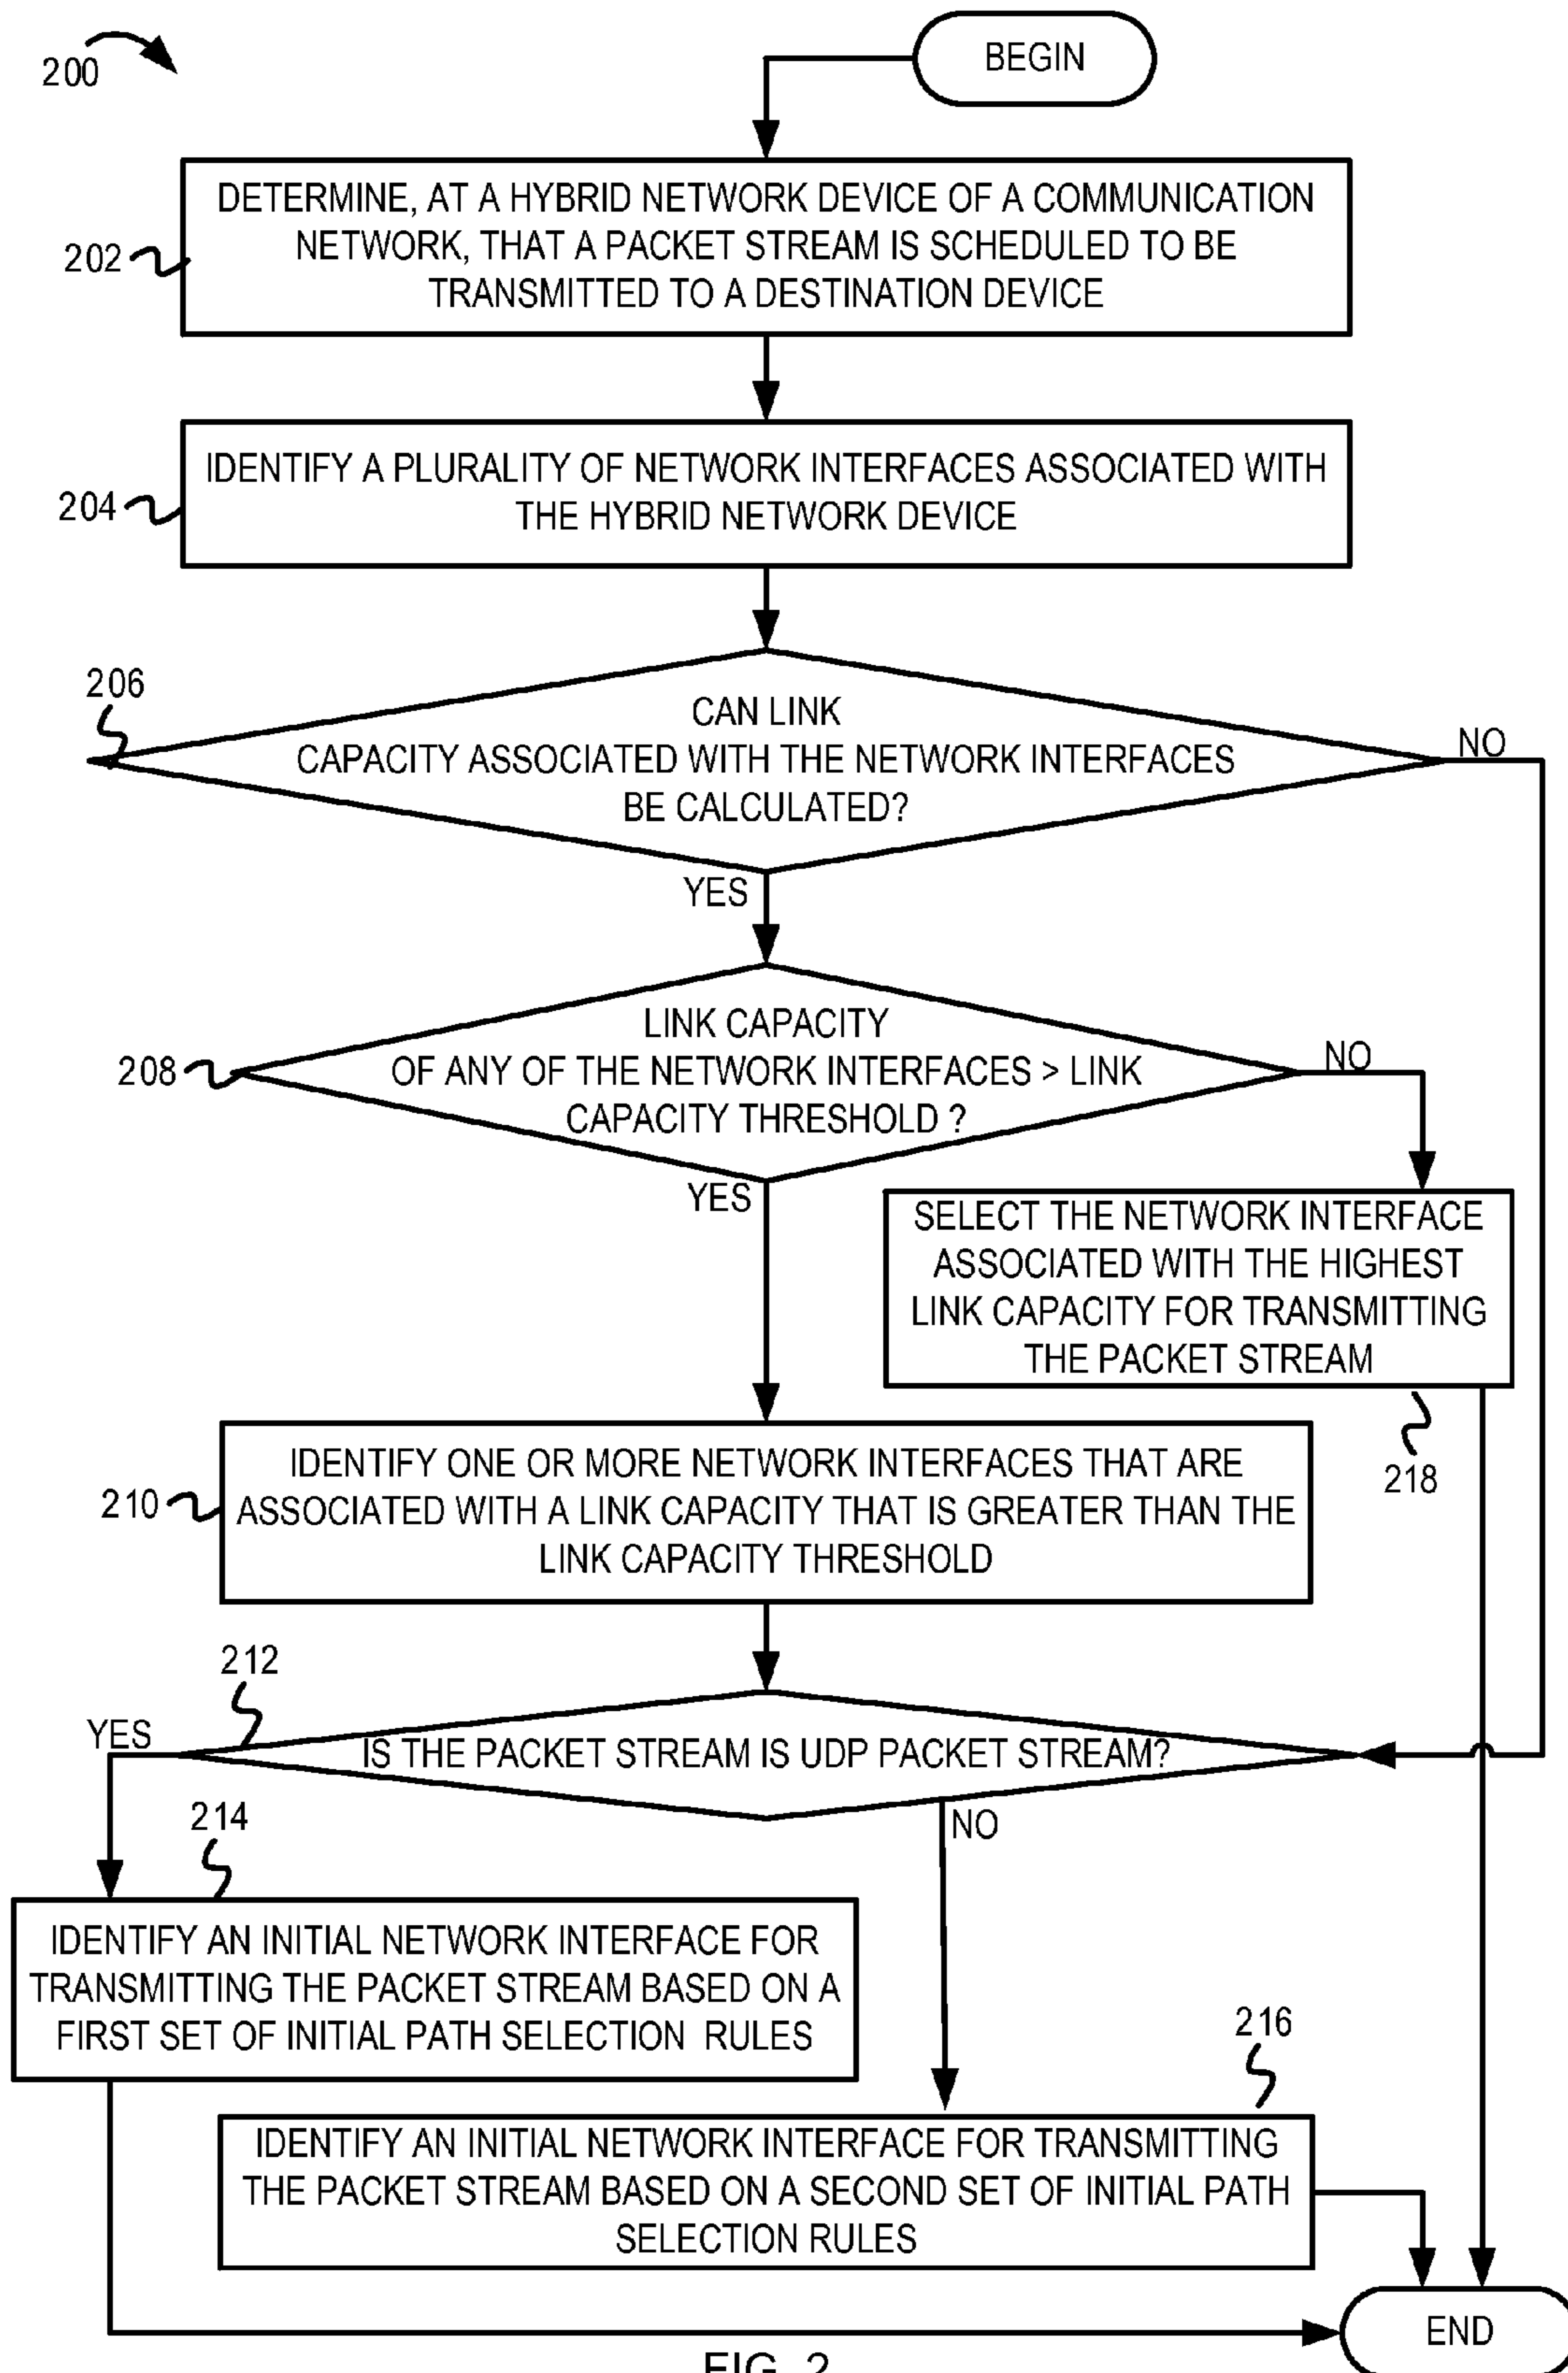 200
BEGIN
202
DETERMINE, AT A HYBRID NETWORK DEVICE OF A COMMUNICATION
NETWORK, THAT A PACKET STREAM IS SCHEDULED TO BE
TRANSMITTED TO A DESTINATION DEVICE
204
IDENTIFY A PLURALITY OF NETWORK INTERFACES ASSOCIATED WITH
THE HYBRID NETWORK DEVICE
206
CAN LINK
CAPACITY ASSOCIATED WITH THE NETWORK INTERFACES
BE CALCULATED?
NO
YES
208
LINK CAPACITY
OF ANY OF THE NETWORK INTERFACES > LINK
CAPACITY THRESHOLD ?
NO
YES
SELECT THE NETWORK INTERFACE
ASSOCIATED WITH THE HIGHEST
LINK CAPACITY FOR TRANSMITTING
THE PACKET STREAM
218
210
IDENTIFY ONE OR MORE NETWORK INTERFACES THAT ARE
ASSOCIATED WITH A LINK CAPACITY THAT IS GREATER THAN THE
LINK CAPACITY THRESHOLD
212
YES
IS THE PACKET STREAM IS UDP PACKET STREAM?
NO
214
IDENTIFY AN INITIAL NETWORK INTERFACE FOR
TRANSMITTING THE PACKET STREAM BASED ON A
FIRST SET OF INITIAL PATH SELECTION RULES
216
IDENTIFY AN INITIAL NETWORK INTERFACE FOR TRANSMITTING
THE PACKET STREAM BASED ON A SECOND SET OF INITIAL PATH
SELECTION RULES
END
FIG. 2